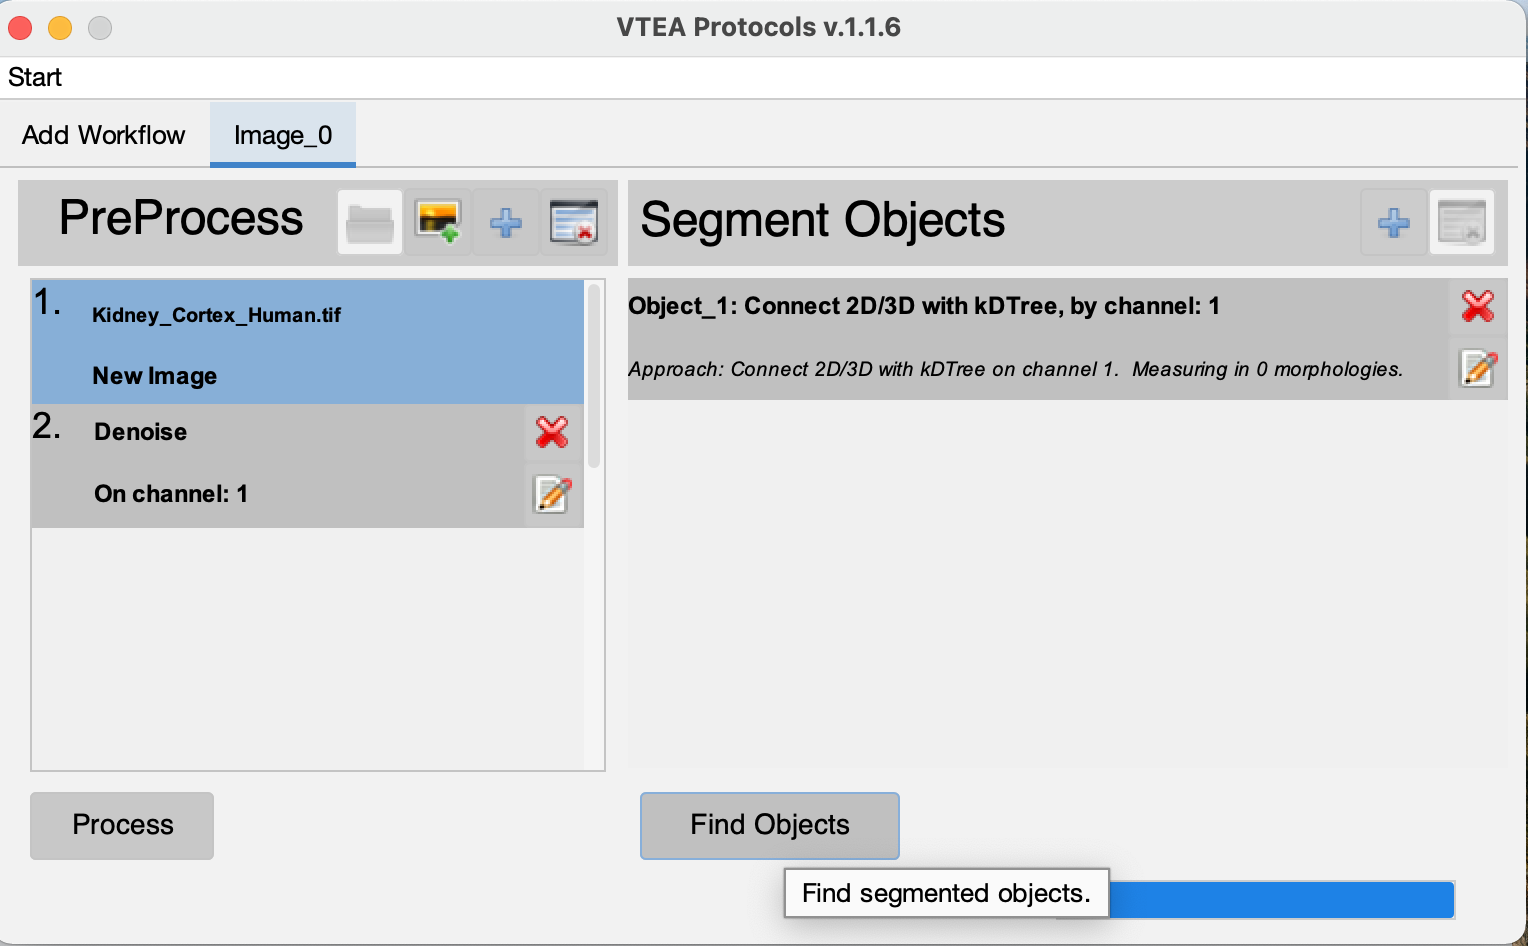 VTEA Protocols v.1.1.6
Start
Add Workflow
Image_0
PreProcess
Segment Objects
1.
Kidney_Cortex_Human.tif
New Image
2.
Denoise
On channel: 1
Object_1: Connect 2D/3D with kDTree, by channel: 1
Approach: Connect 2D/3D with kDTree on channel 1.  Measuring in 0 morphologies.
Process
Find Objects
Find segmented objects.